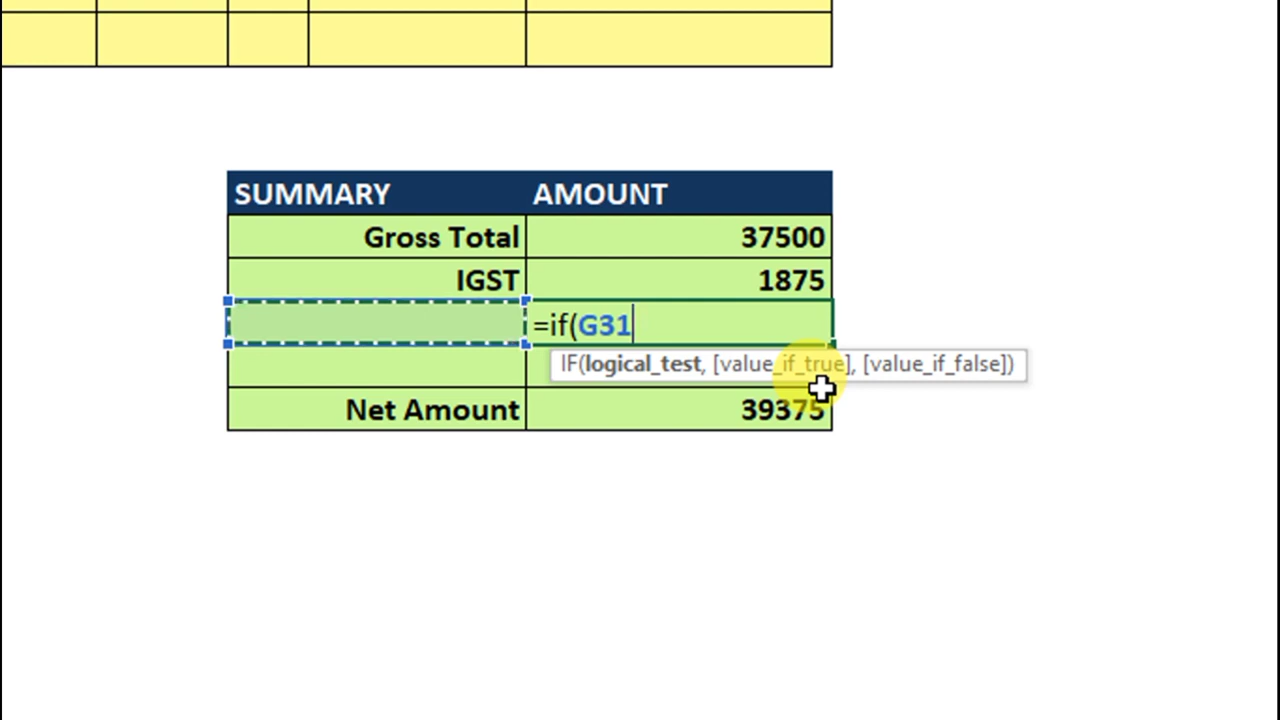 SUMMARY AMOUNT
Gross Total 37500
IGST 1875
=if(G31
IF(logical_test, [value_if_true], [value_if_false])
Net Amount 39375